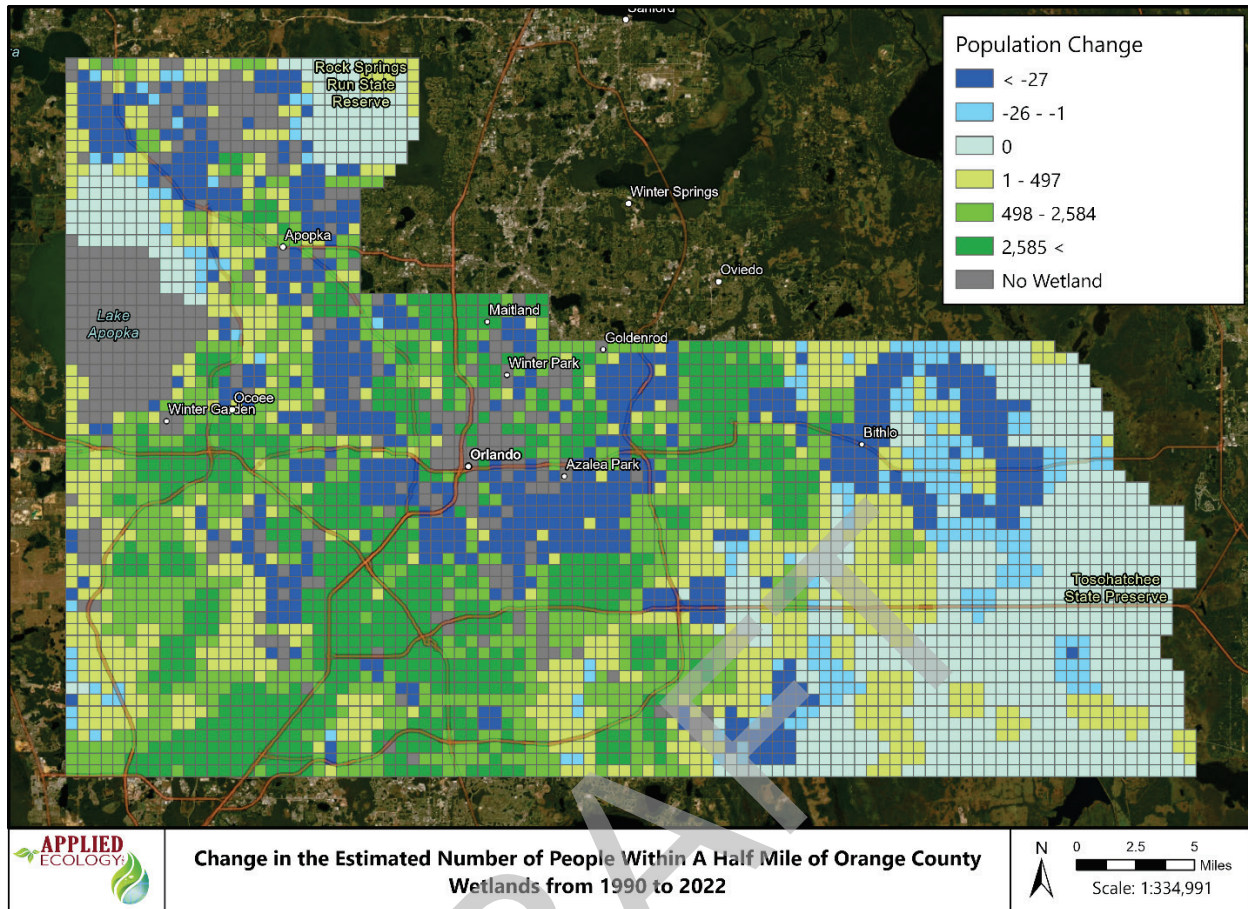 Sanford
Rock Springs
Run State
Reserve
Winter Springs
Apopka
Oviedo
Lake
Apopka
Maitland
Goldenrod
Winter Park
Ocoee
Winter Garden
Bithlo
Orlando
Azalea Park
Tosohatchee
State Preserve
Population Change
< -27
-26 - -1
0
1 - 497
498 - 2,584
2,585 <
No Wetland
DRAFT
APPLIED
ECOLOGY
Change in the Estimated Number of People Within A Half Mile of Orange County
Wetlands from 1990 to 2022
N
0 2.5 5
Miles
Scale: 1:334,991